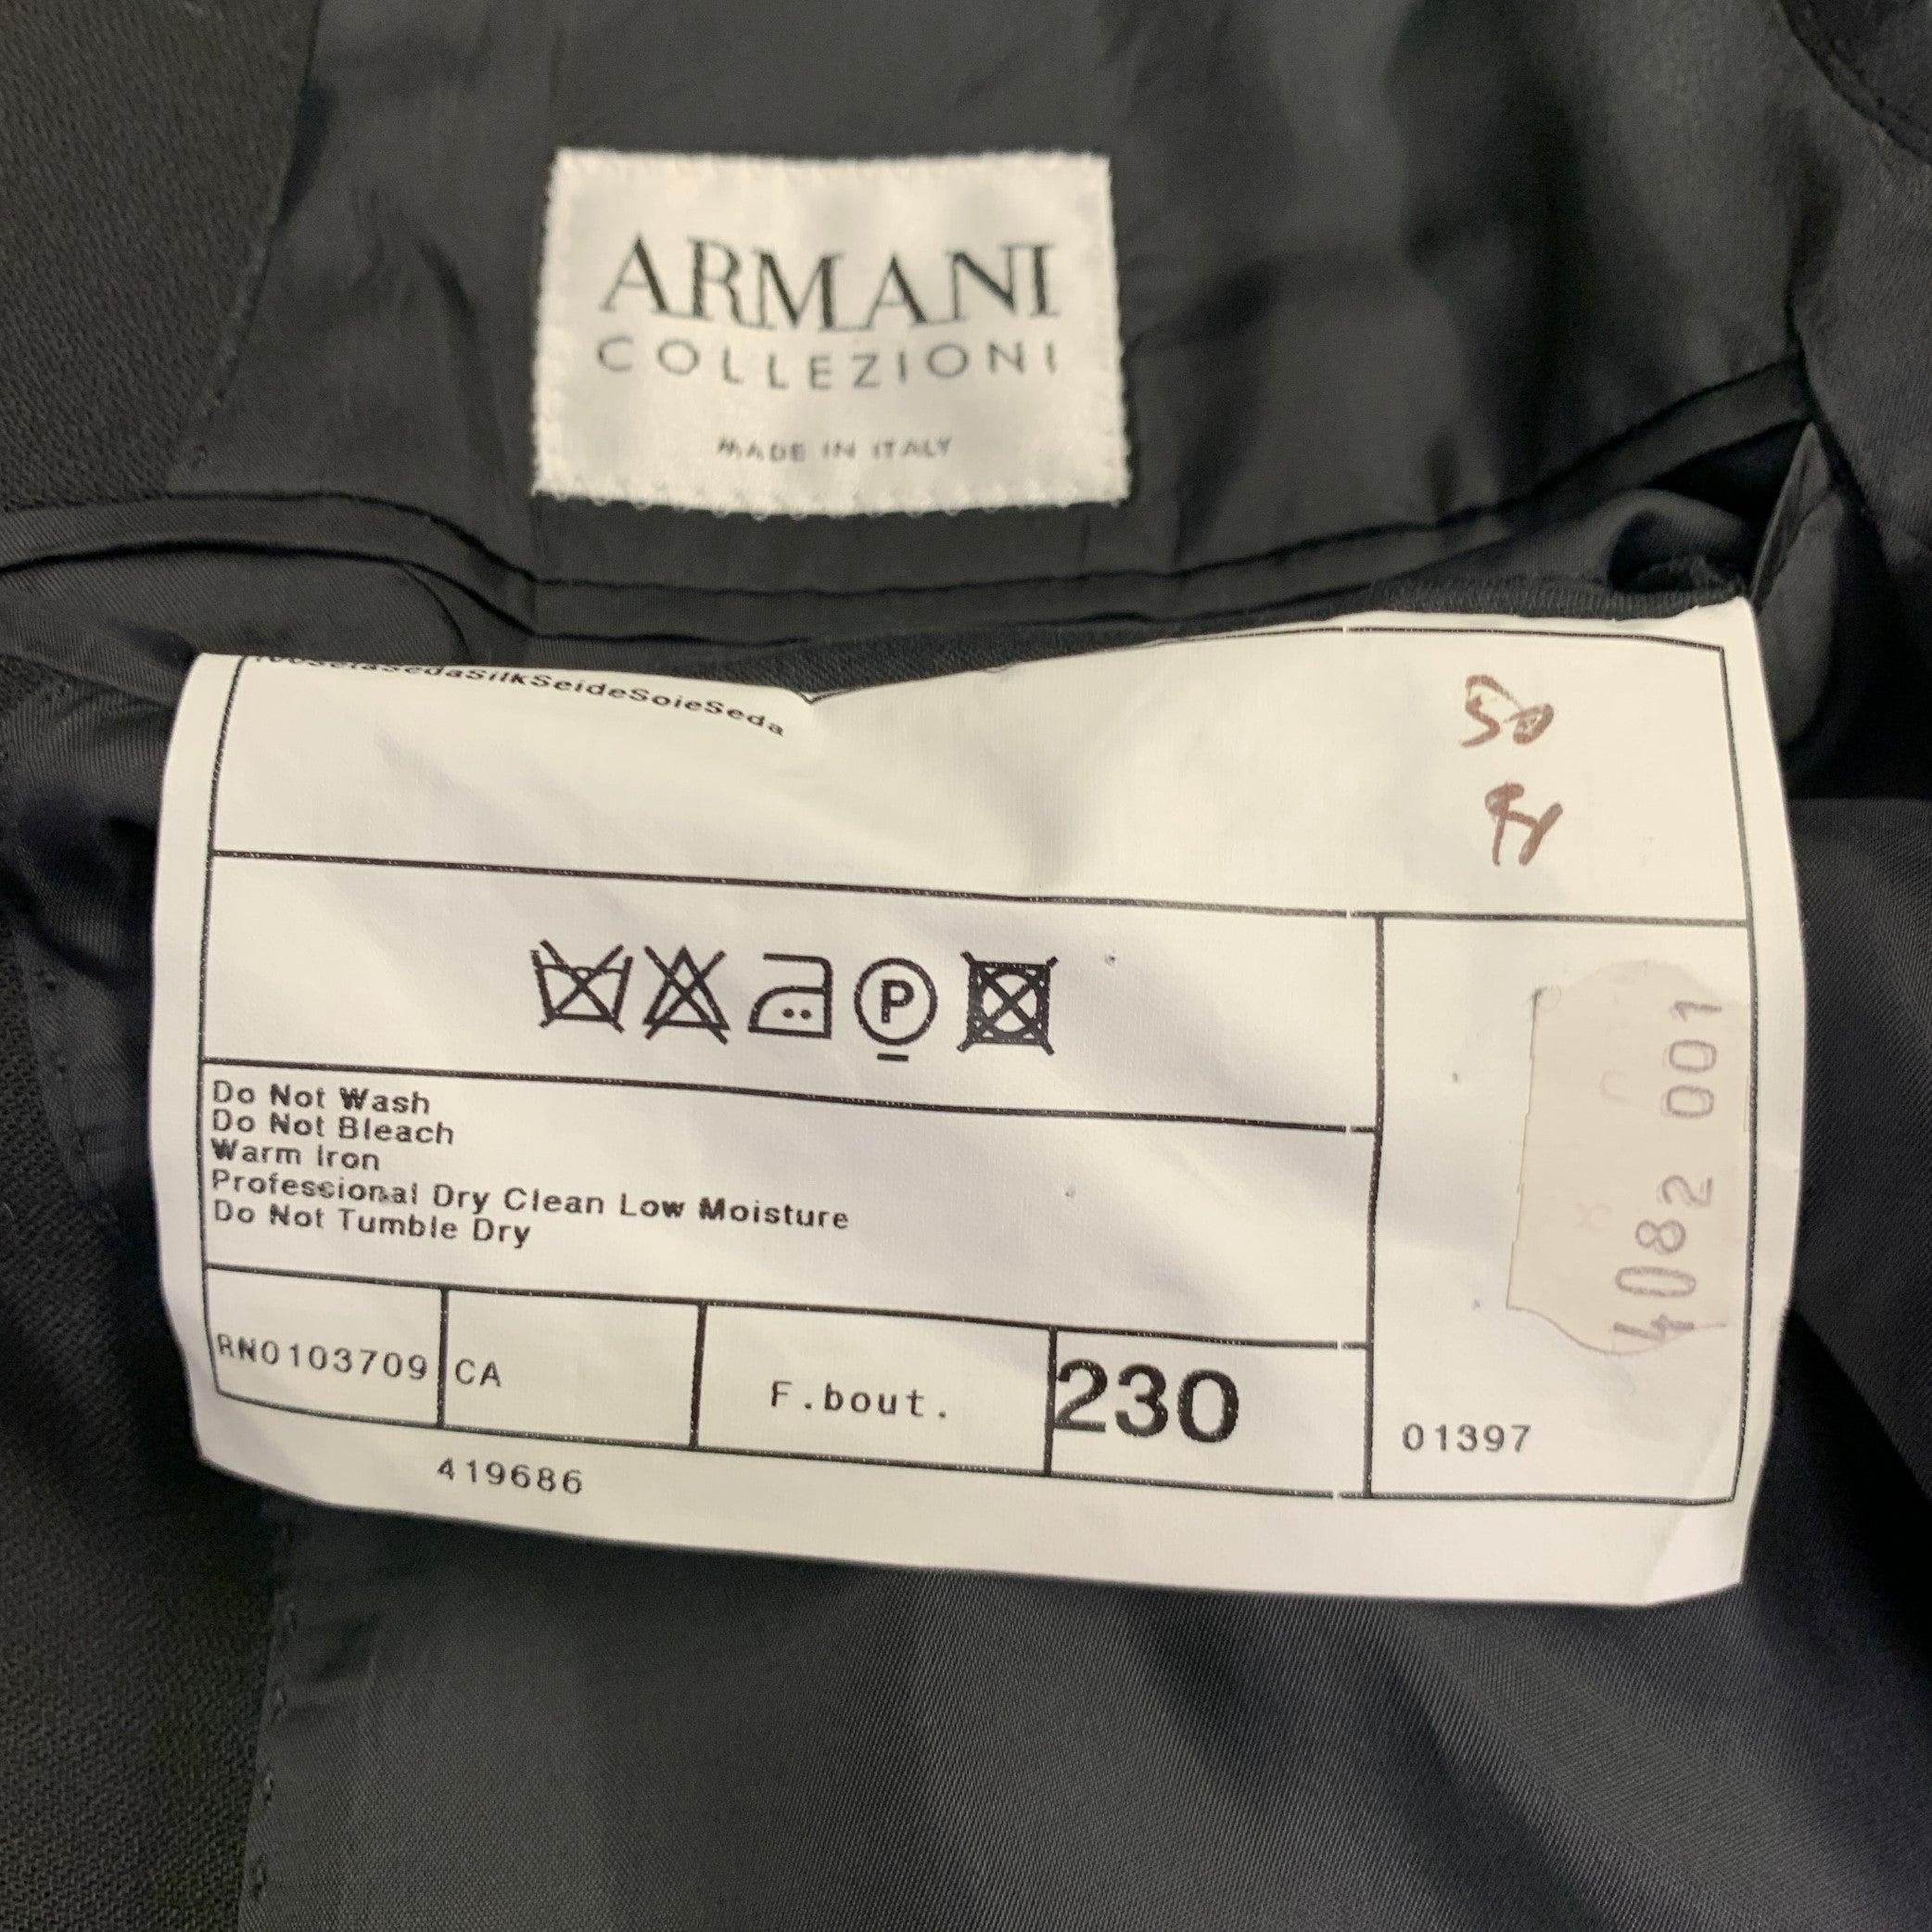 ARMANI
COLLEZIONI
MADE IN ITALY
SetaSedaSilkSeideSoieSeda
50
P
Do Not Wash
Do Not Bleach
Warm Iron
Professional Dry Clean Low Moisture
Do Not Tumble Dry
4082 001
RN0103709
CA
F.bout.
230
01397
419686